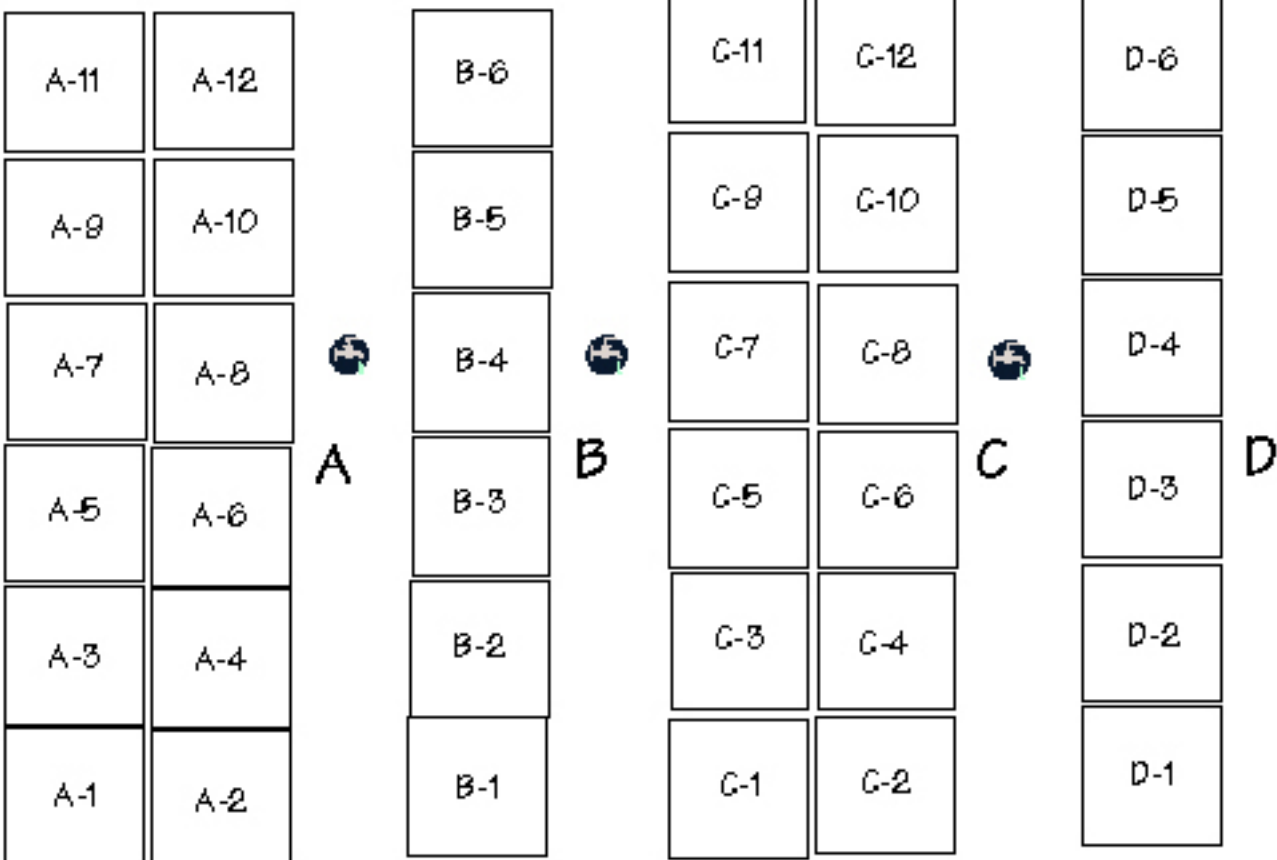 A-11 A-12 B-6 C-11 C-12 D-6
A-9 A-10 B-5 C-9 C-10 D-5
A-7 A-8 B-4 C-7 C-8 D-4
A B C D
A-5 A-6 B-3 C-5 C-6 D-3
A-3 A-4 B-2 C-3 C-4 D-2
A-1 A-2 B-1 C-1 C-2 D-1